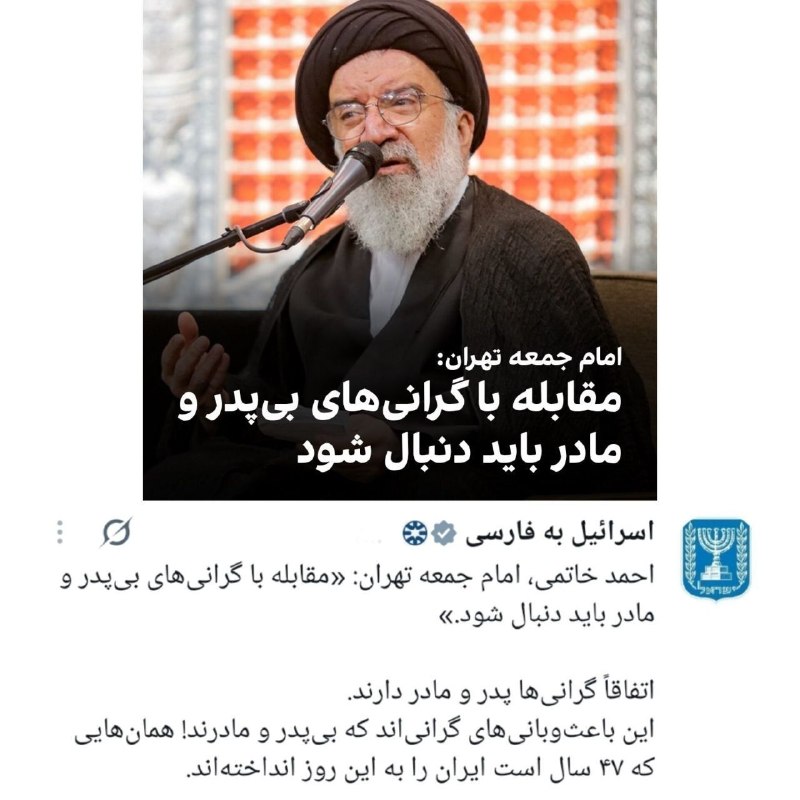 امام جمعه تهران:
مقابله با گرانی‌های بی‌پدر و
مادر باید دنبال شود
اسرائیل به فارسی
احمد خاتمی، امام جمعه تهران: «مقابله با گرانی‌های بی‌پدر و
مادر باید دنبال شود.»
اتفاقاً گرانی‌ها پدر و مادر دارند.
این باعث‌وبانی‌های گرانی‌اند که بی‌پدر و مادرند! همان‌هایی
که ۴۷ سال است ایران را به این روز انداخته‌اند.